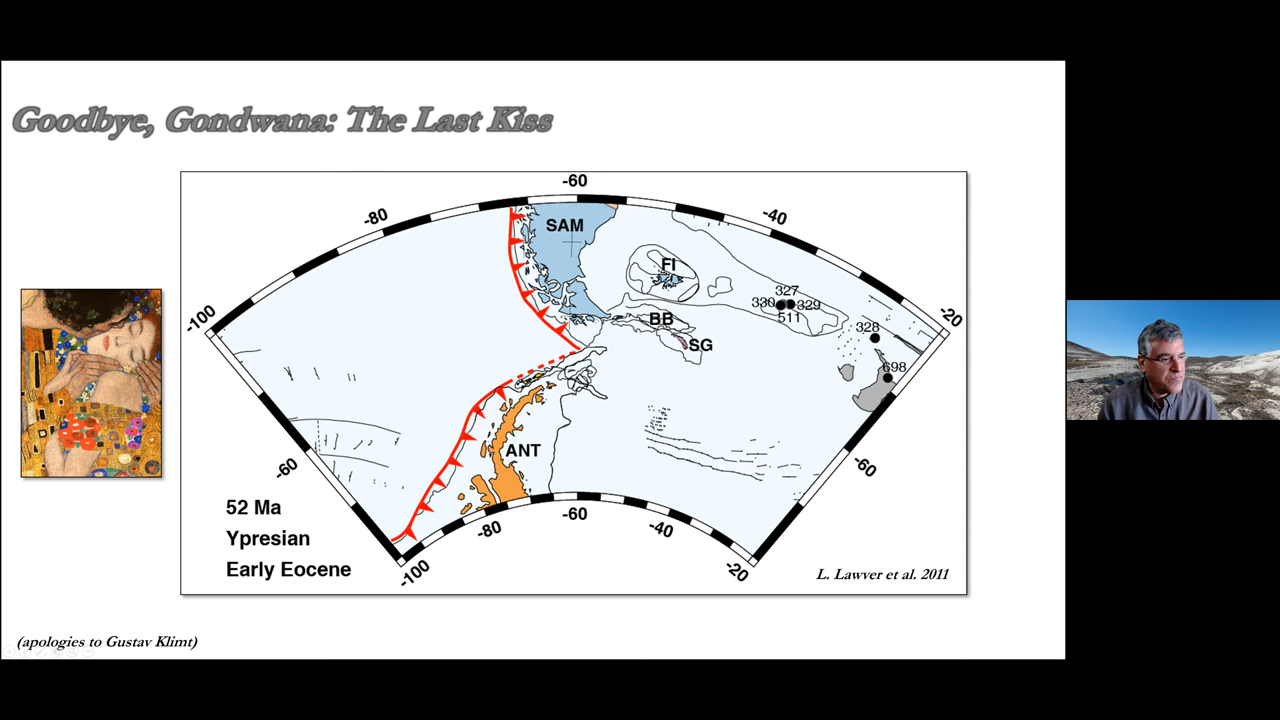 Goodbye, Gondwana: The Last Kiss
-60
-80
-40
SAM
FI
-100
327
330
329
511
-20
BB
328
SG
698
ANT
-60
-60
52 Ma
-60
-80
-40
Ypresian
Early Eocene
-100
-20
L. Lawver et al. 2011
(apologies to Gustav Klimt)